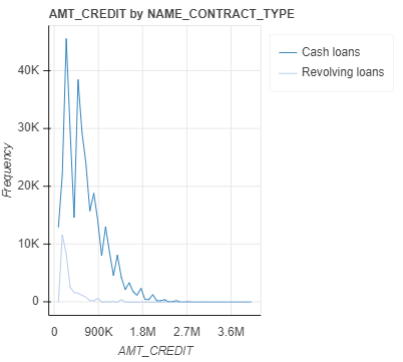 AMT_CREDIT by NAME_CONTRACT_TYPE
Cash loans
Revolving loans
Frequency
40K
30K
20K
10K
0
0 900K 1.8M 2.7M 3.6M
AMT_CREDIT